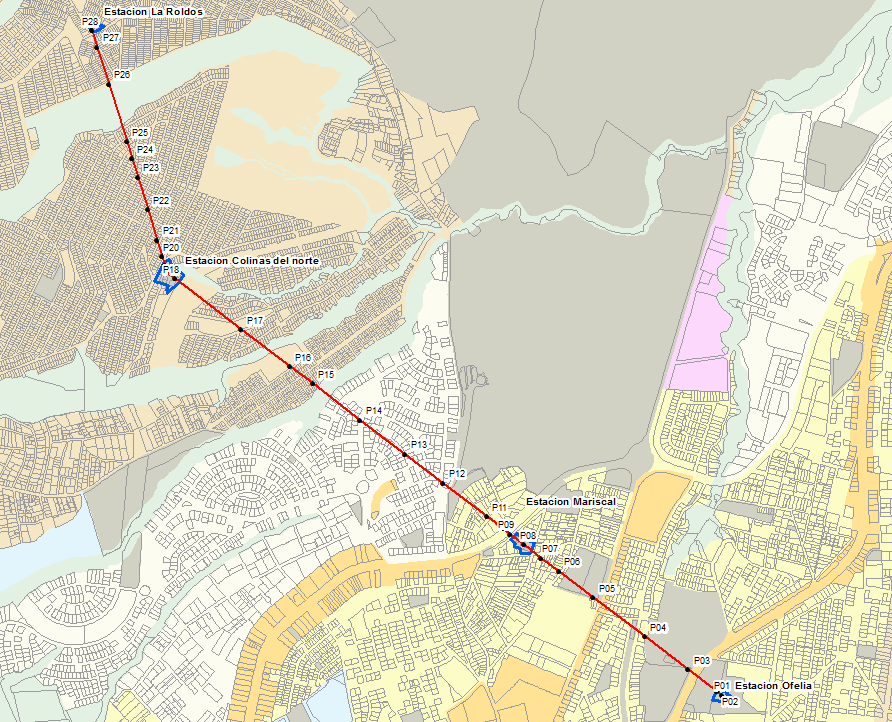 Estacion La Roldos
P28
P27
P26
P25
P24
P23
P22
P21
P20
Estacion Colinas del norte
P18
P17
P16
P15
P14
P13
P12
Estacion Mariscal
P11
P09
P08
P07
P06
P05
P04
P03
P01 Estacion Ofelia
P02